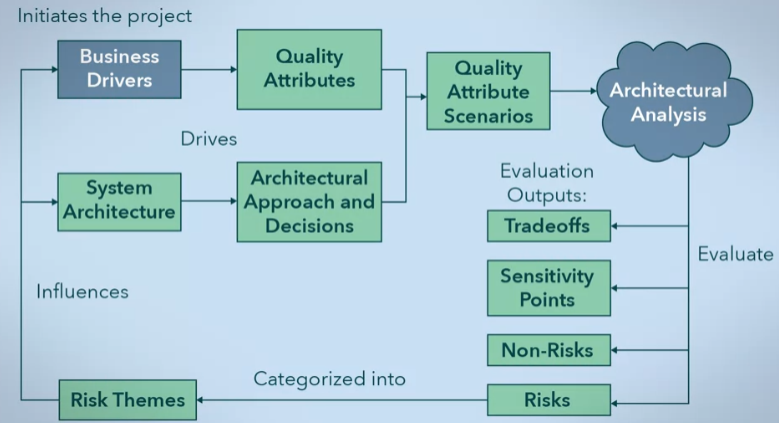 Initiates the project
Business
Drivers
Quality
Attributes
Quality
Attribute
Scenarios
Architectural
Analysis
Drives
System
Architecture
Architectural
Approach and
Decisions
Evaluation
Outputs:
Tradeoffs
Evaluate
Sensitivity
Points
Influences
Non-Risks
Categorized into
Risk Themes
Risks